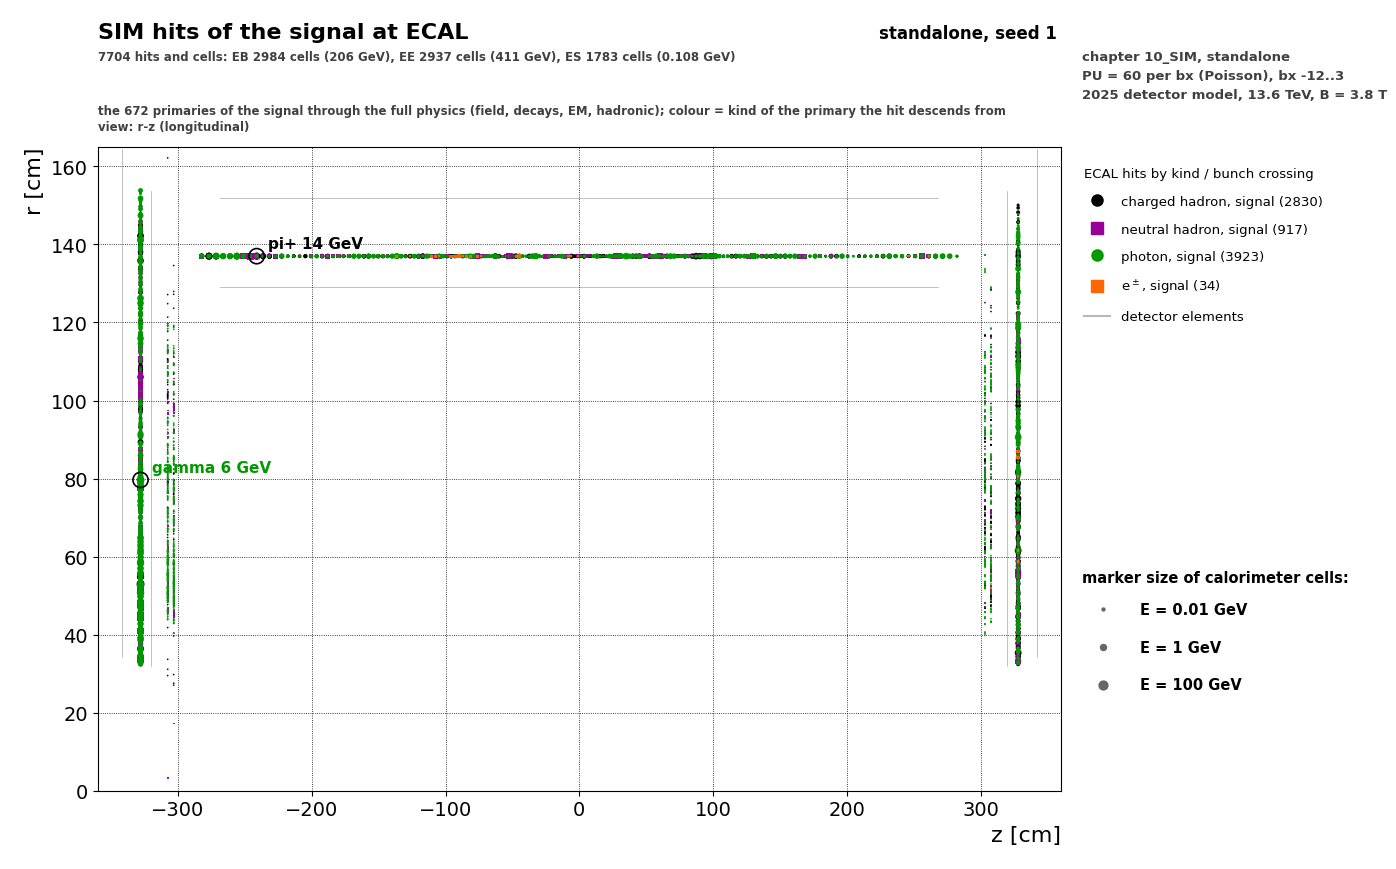 SIM hits of the signal at ECAL
standalone, seed 1
7704 hits and cells: EB 2984 cells (206 GeV), EE 2937 cells (411 GeV), ES 1783 cells (0.108 GeV)
chapter 10_SIM, standalone
PU = 60 per bx (Poisson), bx -12..3
2025 detector model, 13.6 TeV, B = 3.8 T
the 672 primaries of the signal through the full physics (field, decays, EM, hadronic); colour = kind of the primary the hit descends from
view: r-z (longitudinal)
r [cm]
160
140
120
100
80
60
40
20
0
pi+ 14 GeV
gamma 6 GeV
−300
−200
−100
0
100
200
300
z [cm]
ECAL hits by kind / bunch crossing
charged hadron, signal (2830)
neutral hadron, signal (917)
photon, signal (3923)
e±, signal (34)
detector elements
marker size of calorimeter cells:
E = 0.01 GeV
E = 1 GeV
E = 100 GeV